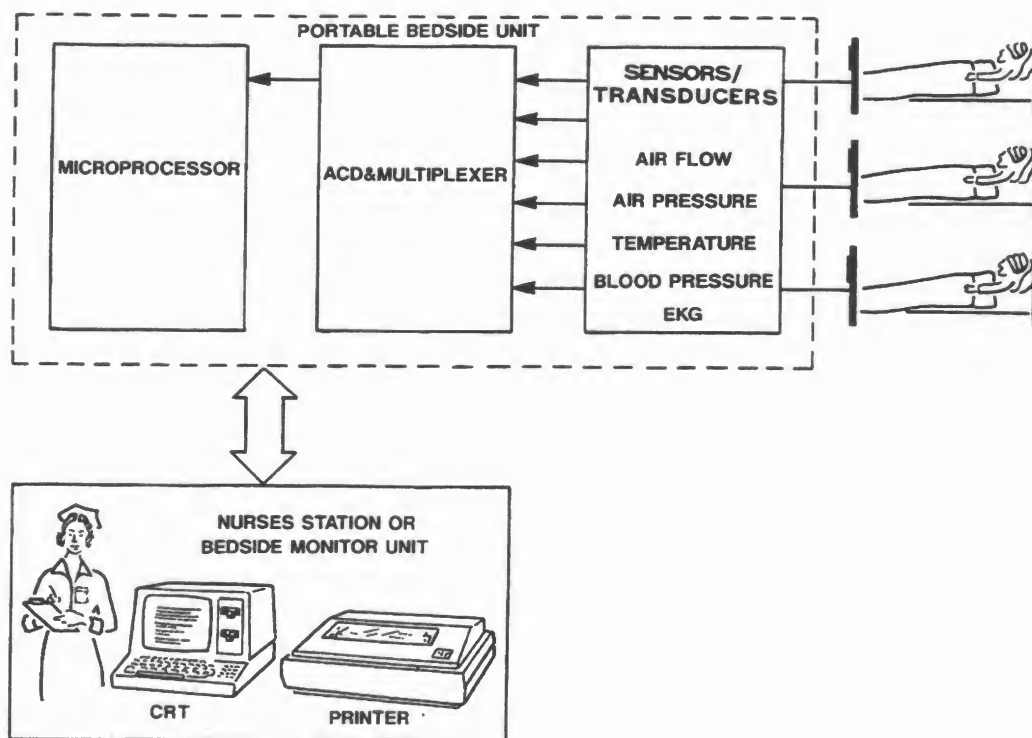 PORTABLE BEDSIDE UNIT
MICROPROCESSOR
ACD&MULTIPLEXER
SENSORS/
TRANSDUCERS
AIR FLOW
AIR PRESSURE
TEMPERATURE
BLOOD PRESSURE
EKG
NURSES STATION OR
BEDSIDE MONITOR UNIT
CRT
PRINTER